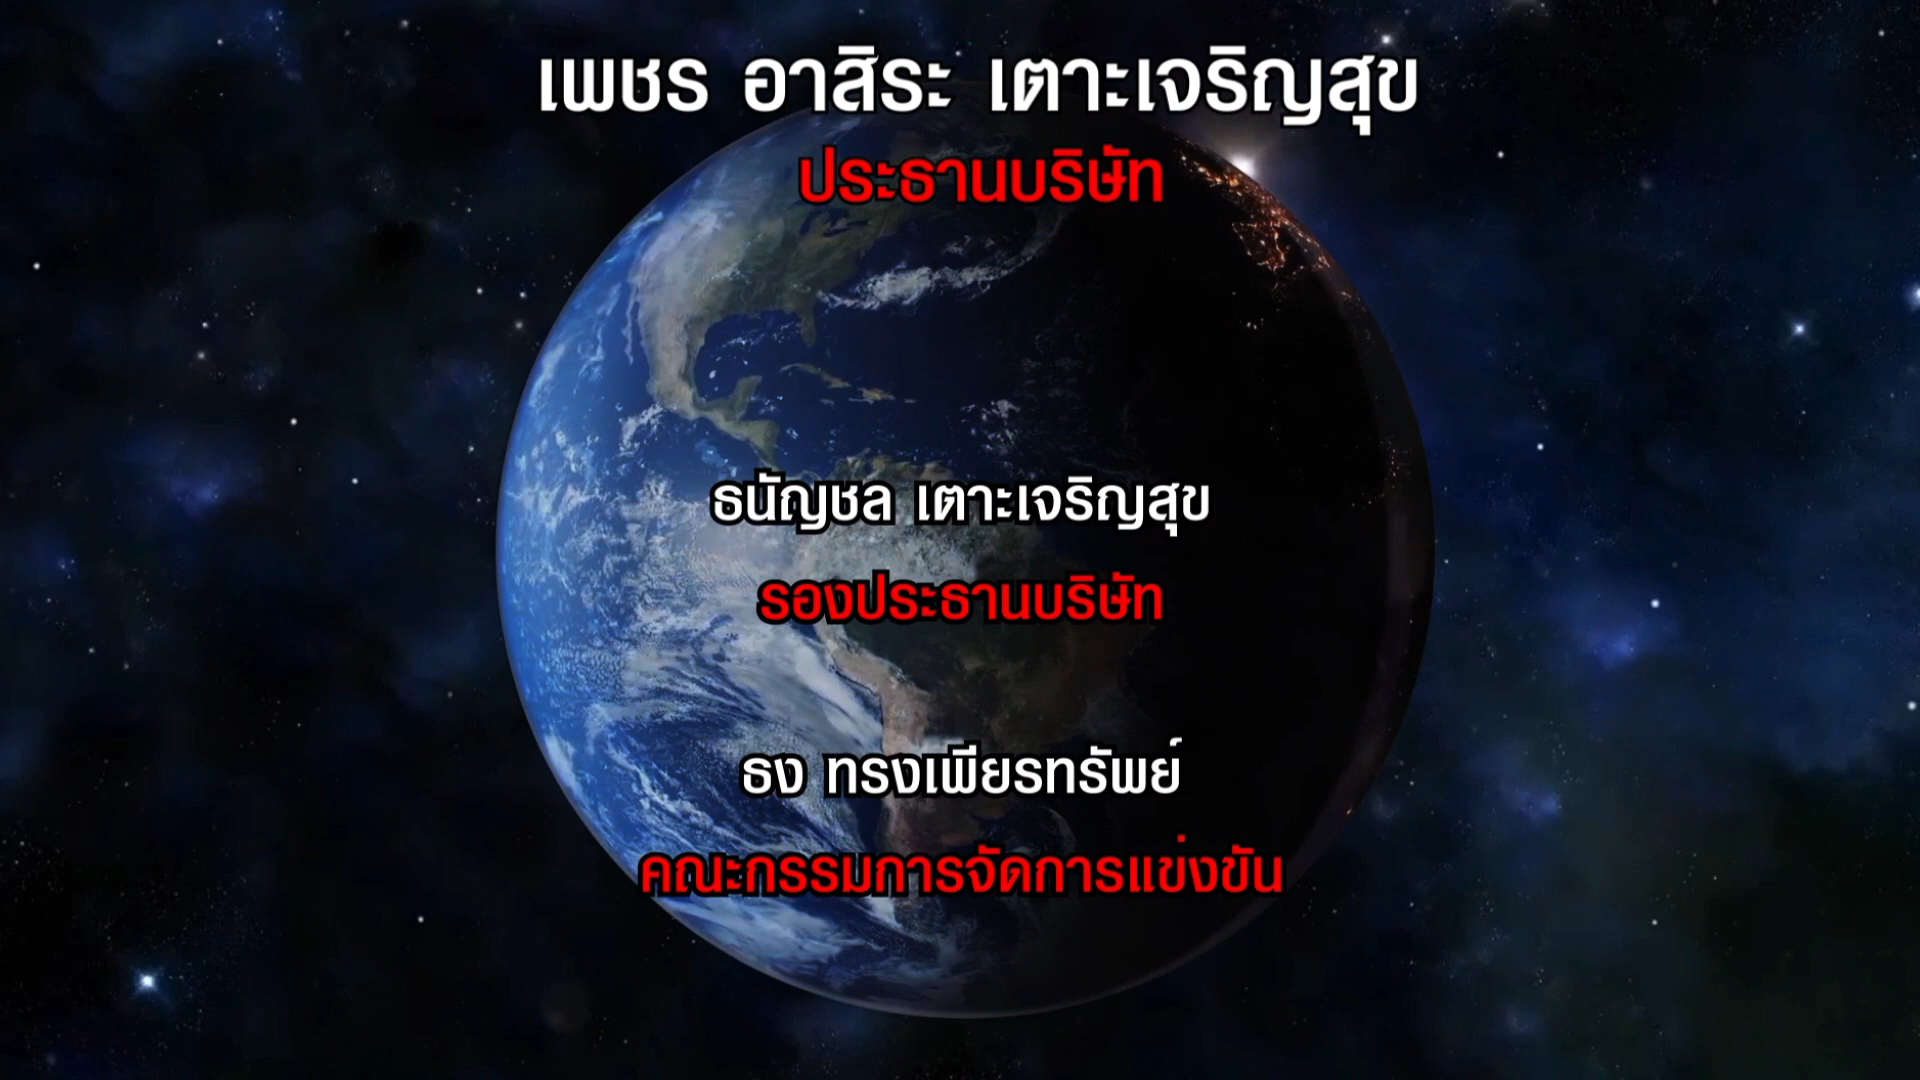 เพชร อาสิระ เตาะเจริญสุข
ประธานบริษัท
ธนัญชล เตาะเจริญสุข
รองประธานบริษัท
ธง ทรงเพียรทรัพย์
คณะกรรมการจัดการแข่งขัน